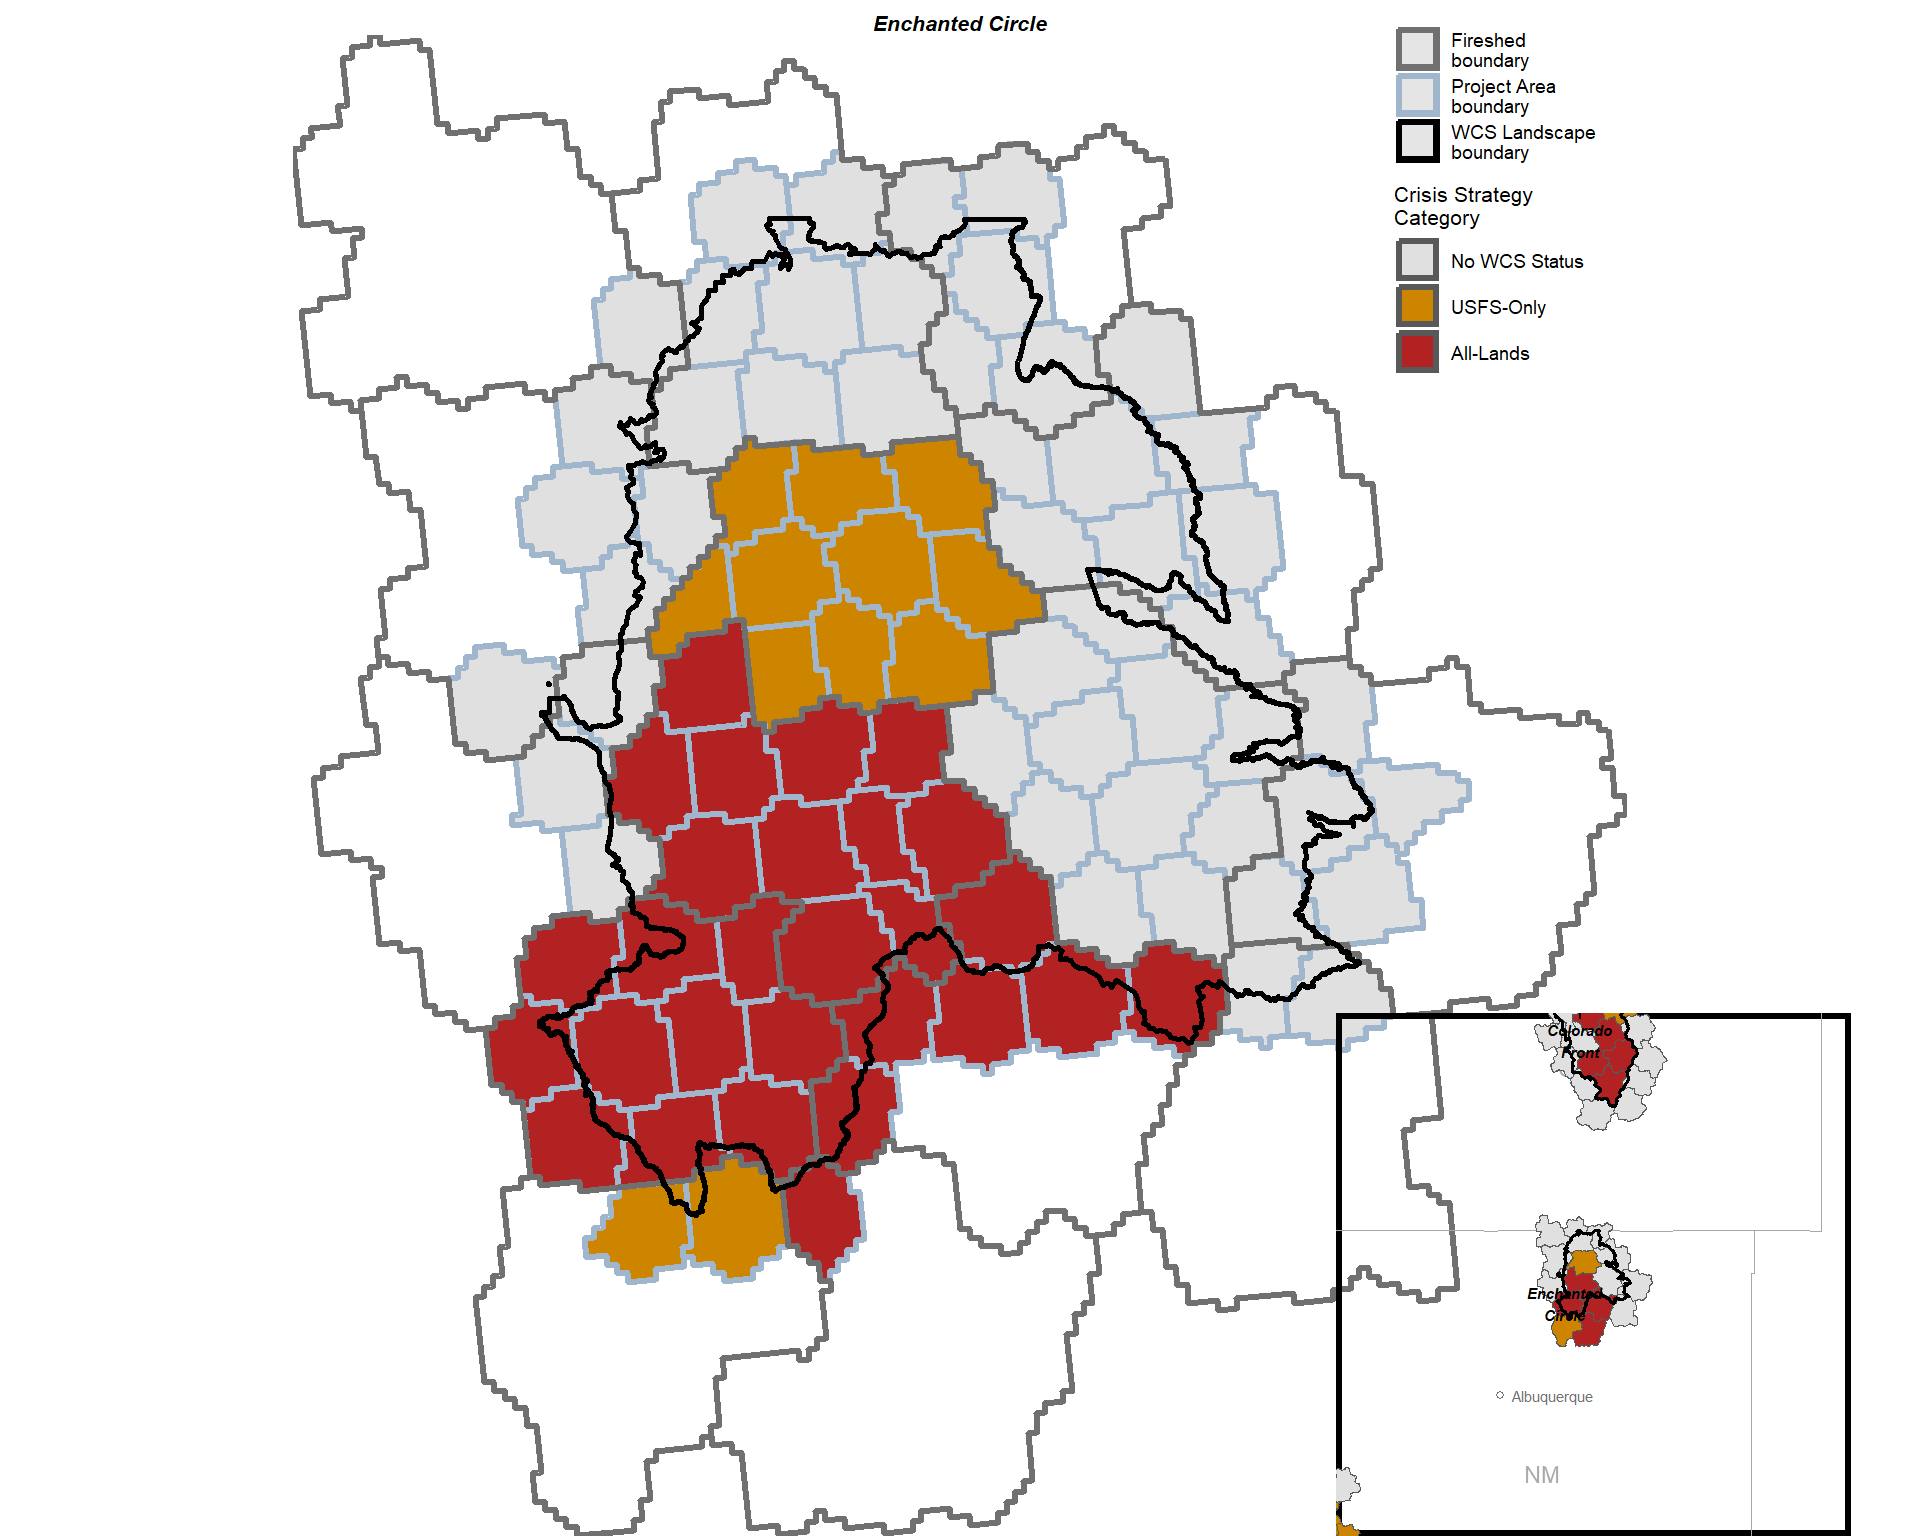 Enchanted Circle
Fireshed
boundary
Project Area
boundary
WCS Landscape
boundary
Crisis Strategy
Category
No WCS Status
USFS-Only
All-Lands
Colorado
Front
Enchanted
Circle
Albuquerque
NM